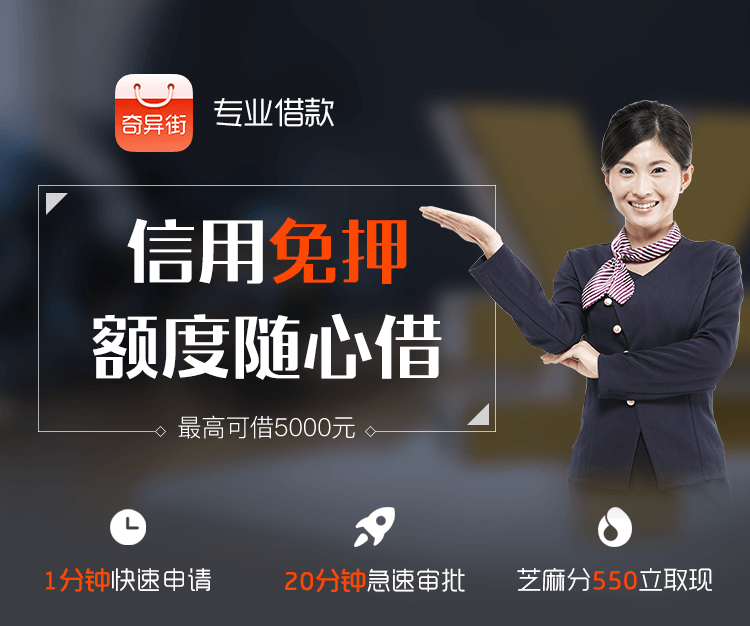 奇异街
专业借款
信用免押
额度随心借
最高可借5000元
1分钟快速申请
20分钟急速审批
芝麻分550立取现